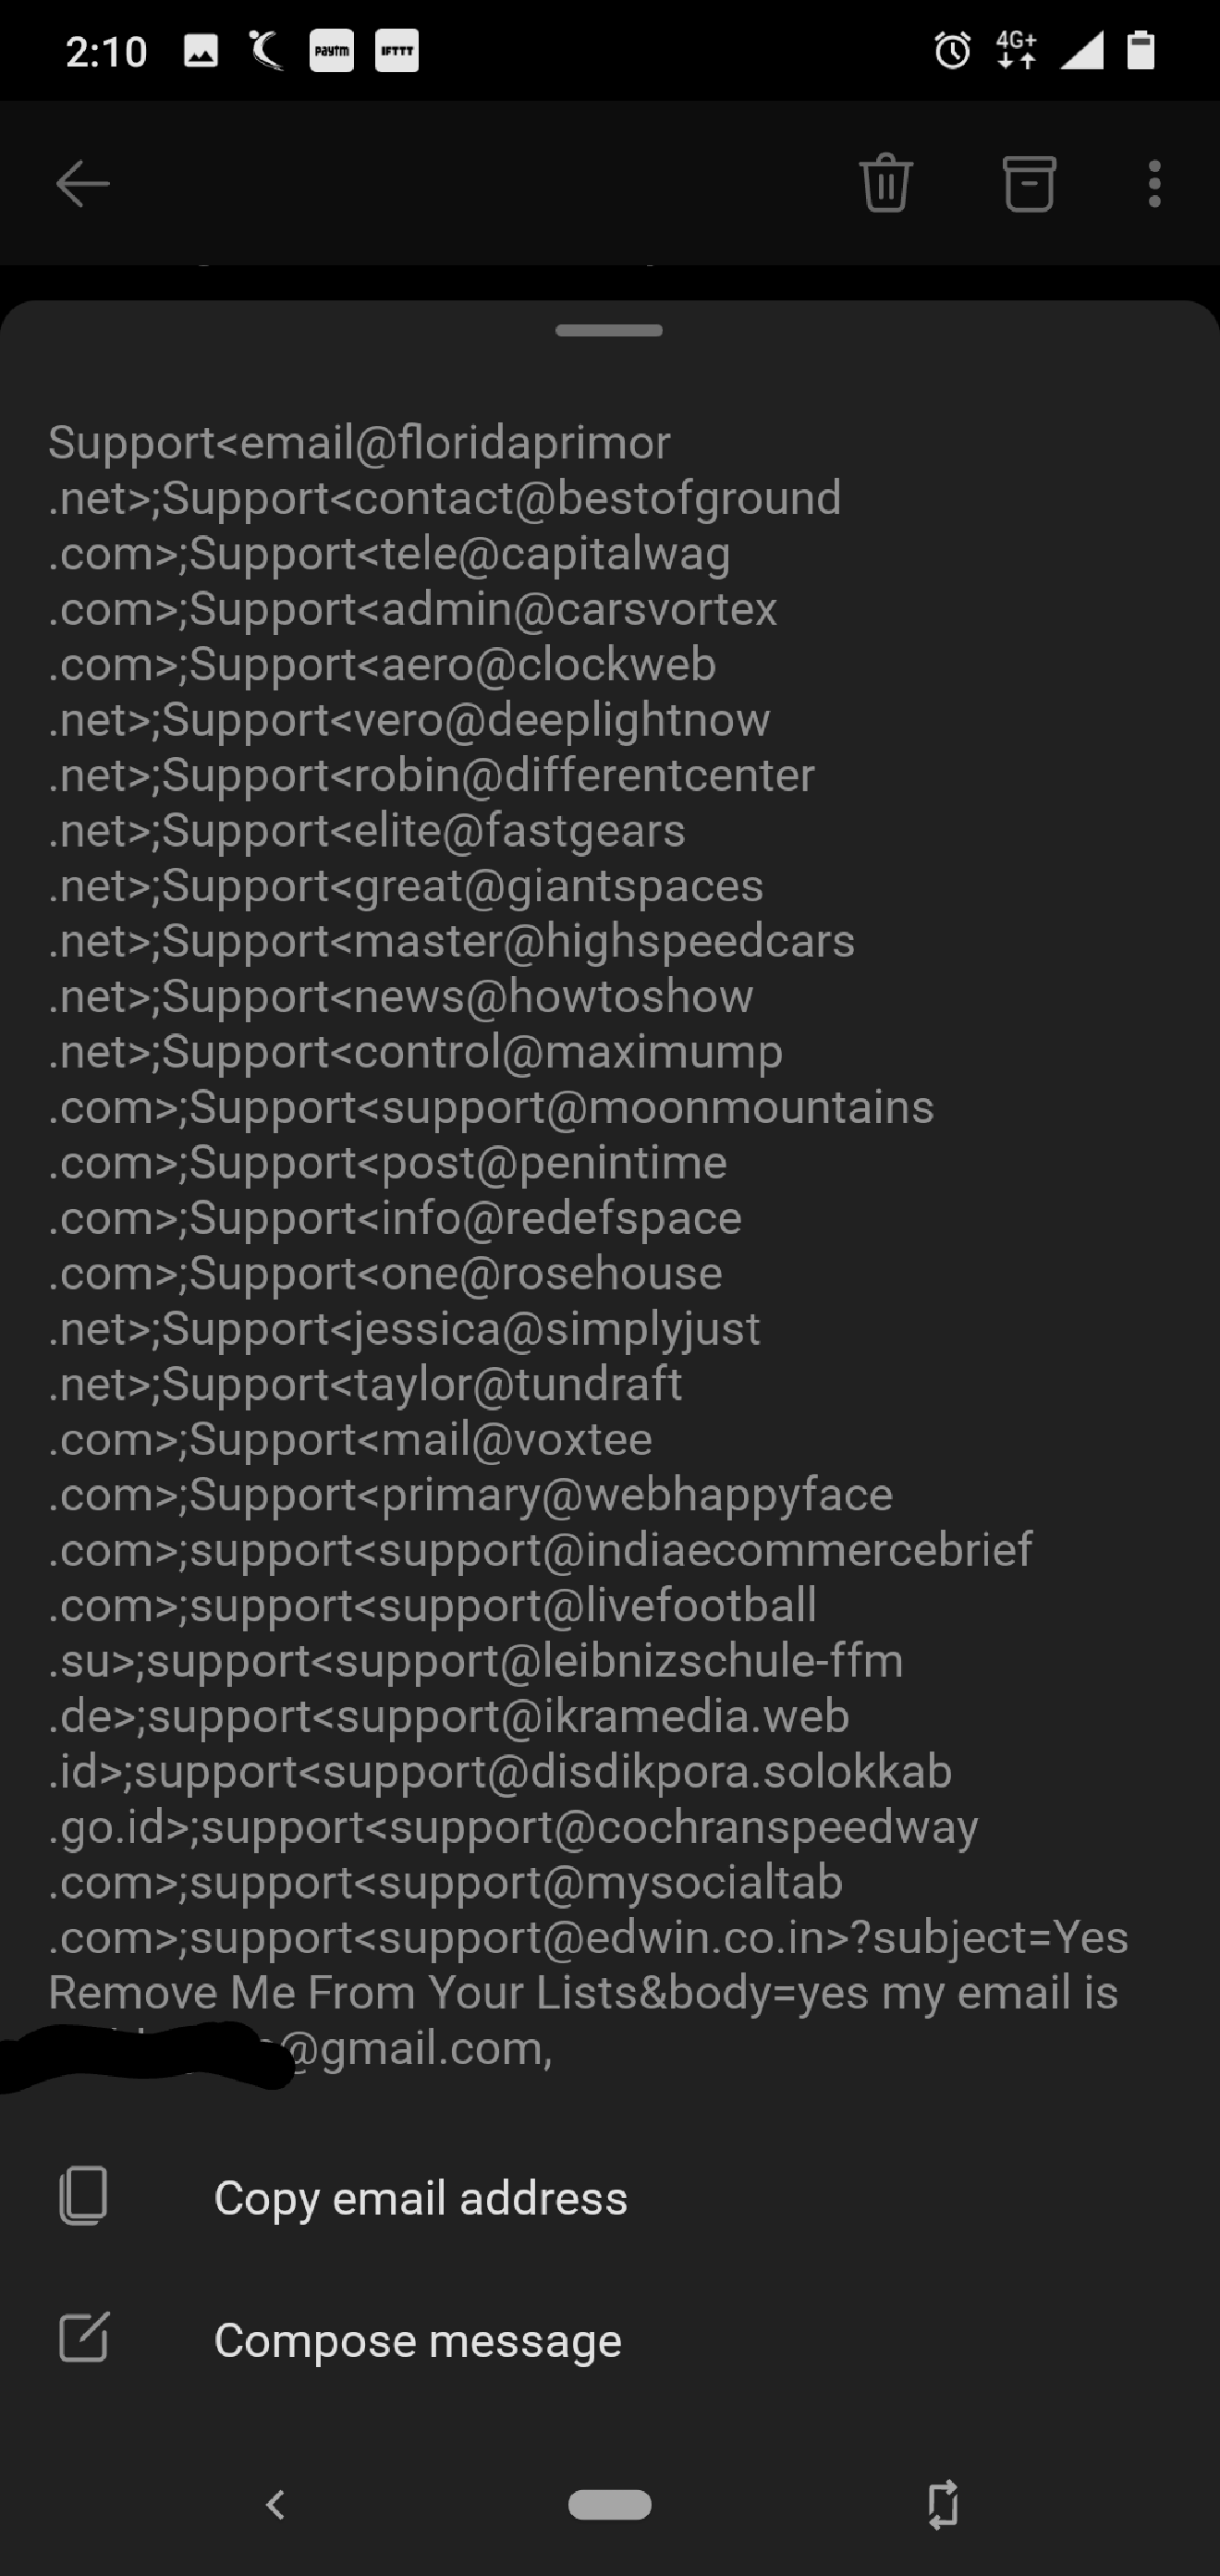 2:10 Paytm IFTTT 4G+
Support<email@floridaprimor
.net>;Support<contact@bestofground
.com>;Support<tele@capitalwag
.com>;Support<admin@carsvortex
.com>;Support<aero@clockweb
.net>;Support<vero@deeplightnow
.net>;Support<robin@differentcenter
.net>;Support<elite@fastgears
.net>;Support<great@giantspaces
.net>;Support<master@highspeedcars
.net>;Support<news@howtoshow
.net>;Support<control@maximump
.com>;Support<support@moonmountains
.com>;Support<post@penintime
.com>;Support<info@redefspace
.com>;Support<one@rosehouse
.net>;Support<jessica@simplyjust
.net>;Support<taylor@tundraft
.com>;Support<mail@voxtee
.com>;Support<primary@webhappyface
.com>;support<support@indiaecommercebrief
.com>;support<support@livefootball
.su>;support<support@leibnizschule-ffm
.de>;support<support@ikramedia.web
.id>;support<support@disdikpora.solokkab
.go.id>;support<support@cochranspeedway
.com>;support<support@mysocialtab
.com>;support<support@edwin.co.in>?subject=Yes
Remove Me From Your Lists&body=yes my email is
@gmail.com,
Copy email address
Compose message